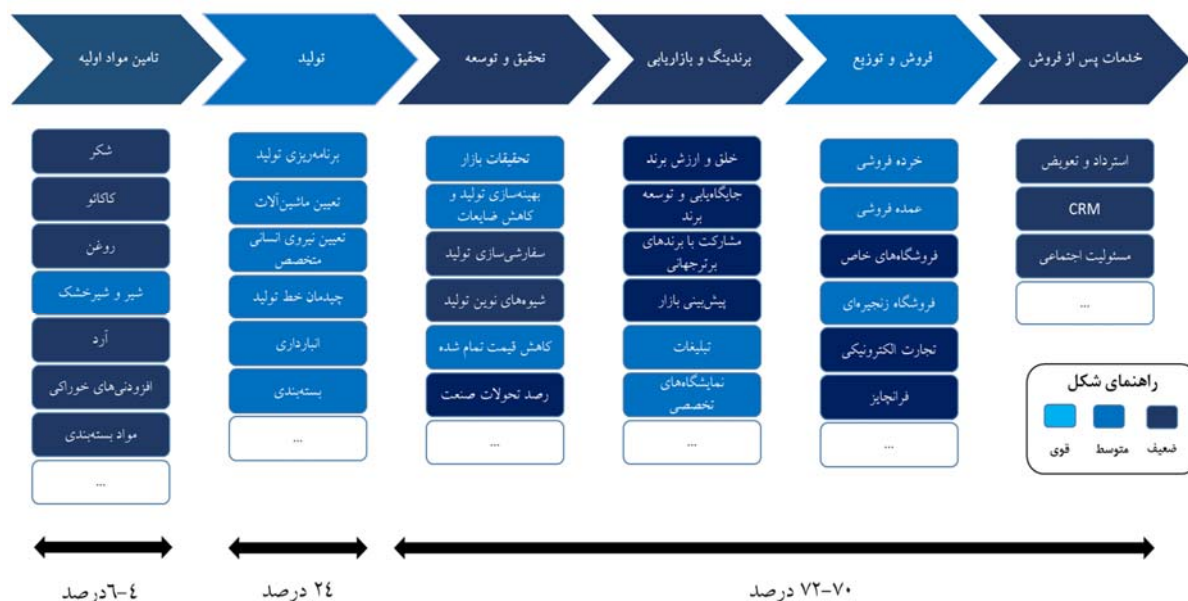 تامین مواد اولیه
تولید
تحقیق و توسعه
برندینگ و بازاریابی
فروش و توزیع
خدمات پس از فروش
شکر
کاکائو
روغن
شیر و شیرخشک
آرد
افزودنی‌های خوراکی
مواد بسته‌بندی
...
برنامه‌ریزی تولید
تعیین ماشین‌آلات
تعیین نیروی انسانی
متخصص
چیدمان خط تولید
انبارداری
بسته‌بندی
...
تحقیقات بازار
بهینه‌سازی تولید و
کاهش ضایعات
سفارشی‌سازی تولید
شیوه‌های نوین تولید
کاهش قیمت تمام شده
رصد تحولات صنعت
...
خلق و ارزش برند
جایگاه‌یابی و توسعه
برند
مشارکت با برندهای
برترجهانی
پیش‌بینی بازار
تبلیغات
نمایشگاه‌های
تخصصی
...
خرده فروشی
عمده فروشی
فروشگاه‌های خاص
فروشگاه زنجیره‌ای
تجارت الکترونیکی
فرانچایز
...
استرداد و تعویض
CRM
مسئولیت اجتماعی
...
راهنمای شکل
قوی
متوسط
ضعیف
۴-۶درصد
۲۴ درصد
۷۰-۷۲ درصد